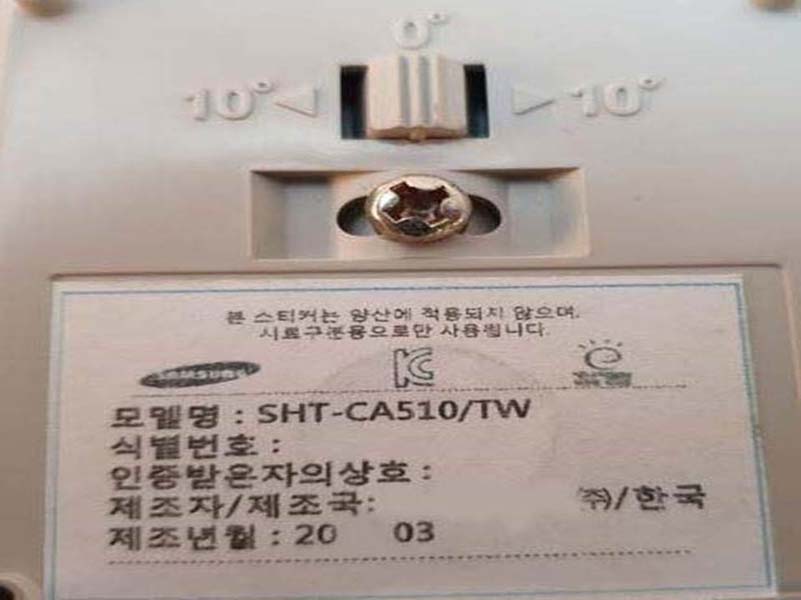 0°
10° ◀ ▶ 10°
본 스티커는 양산에 적용되지 않으며,
시료구분용으로만 사용됩니다.
SAMSUNG
모델명 : SHT-CA510/TW
식별번호 :
인증받은자의상호 :
제조자/제조국: ㈜/한국
제조년월 : 20 03